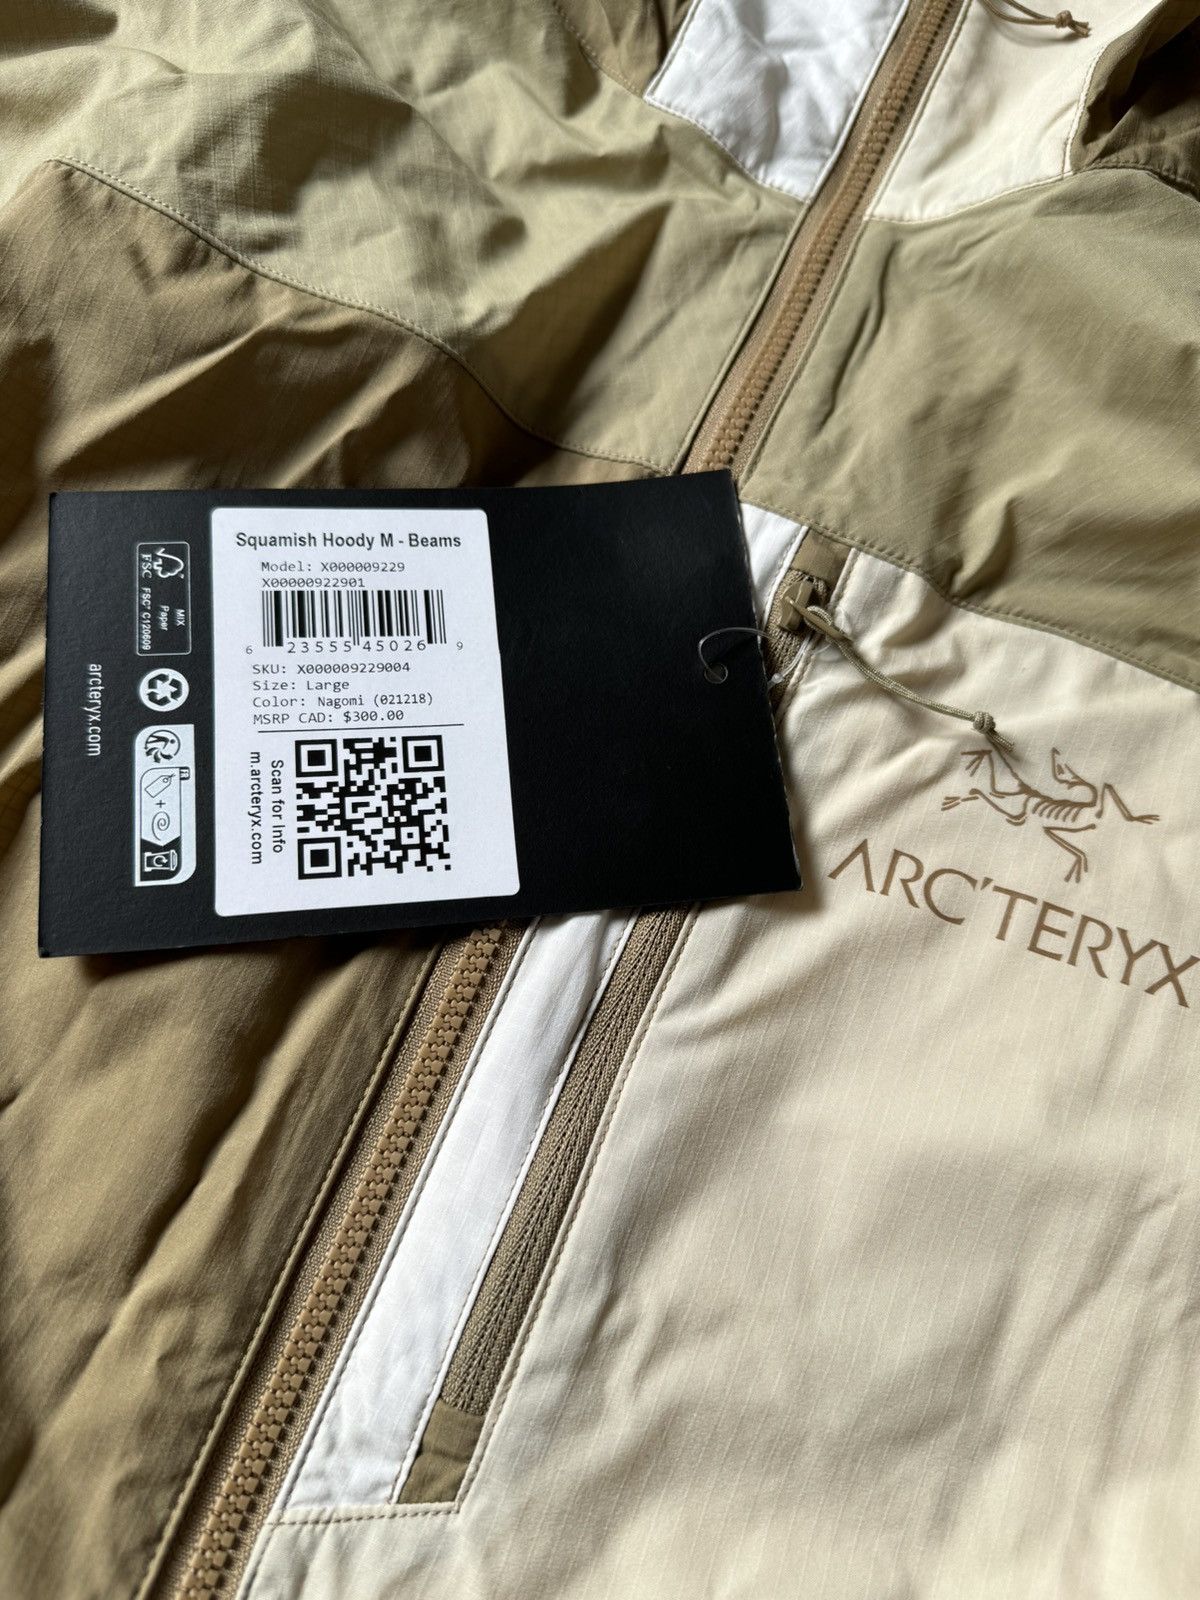 Squamish Hoody M - Beams
Model: X000009229
X00000922901
6 23555 45026 9
SKU: X000009229004
Size: Large
Color: Nagomi (021218)
MSRP CAD: $300.00
Scan for Info
m.arcteryx.com
FSC
MIX
Paper
FSC® C120609
arcteryx.com
FR
ARC'TERYX